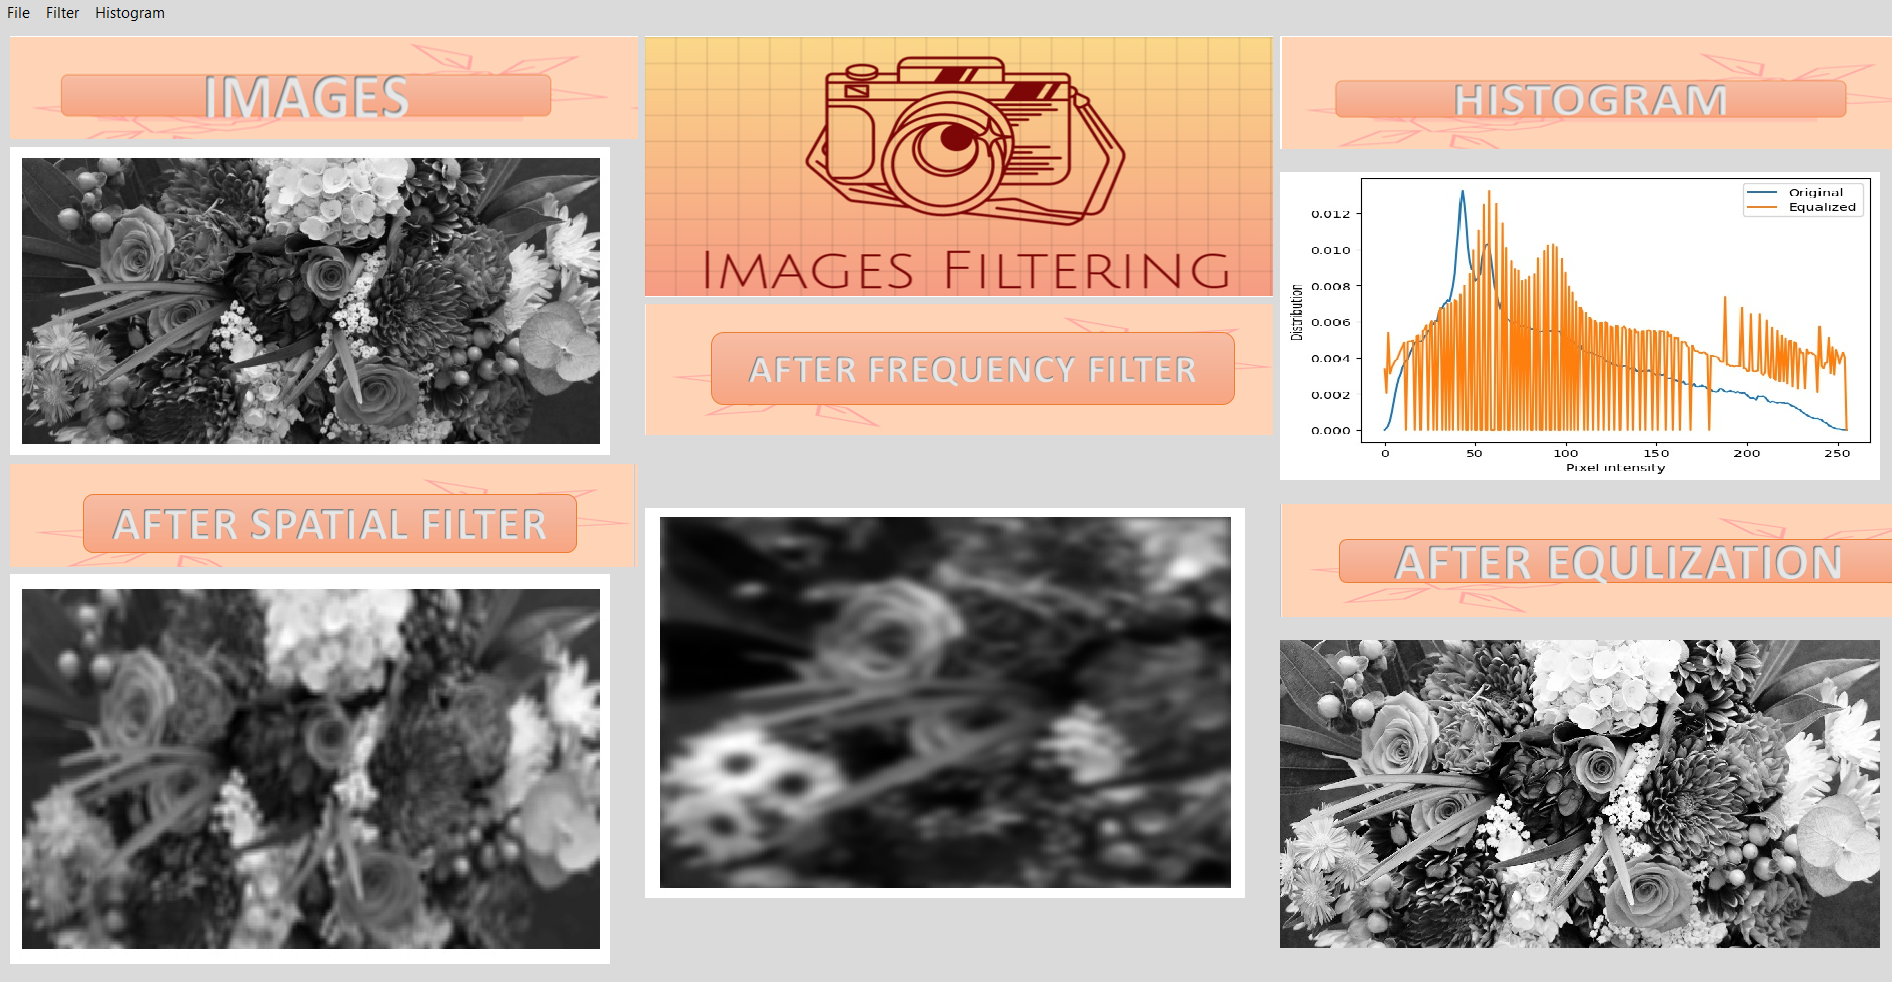 File Filter Histogram
IMAGES
IMAGES FILTERING
HISTOGRAM
AFTER FREQUENCY FILTER
AFTER SPATIAL FILTER
Original
Equalized
0.012
0.010
0.008
0.006
0.004
0.002
0.000
Distribution
0 50 100 150 200 250
Pixel intensity
AFTER EQULIZATION